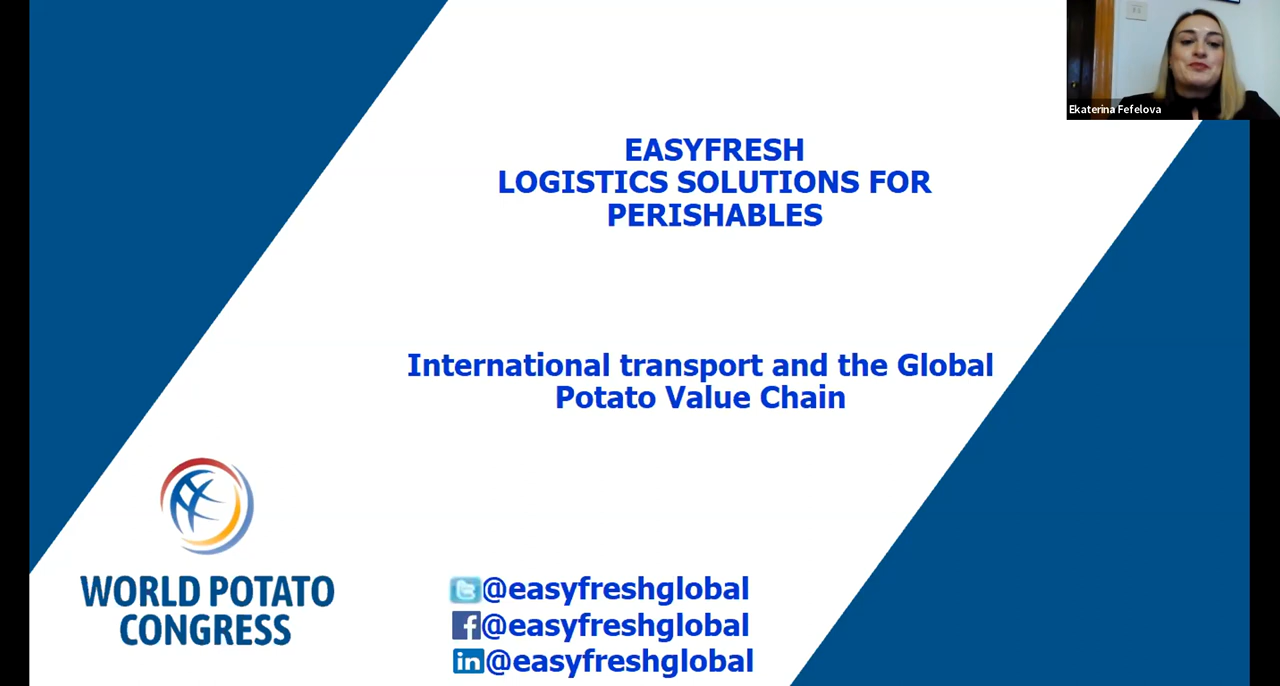 Ekaterina Fefelova
EASYFRESH
LOGISTICS SOLUTIONS FOR
PERISHABLES
International transport and the Global
Potato Value Chain
WORLD POTATO
CONGRESS
@easyfreshglobal
@easyfreshglobal
in@easyfreshglobal